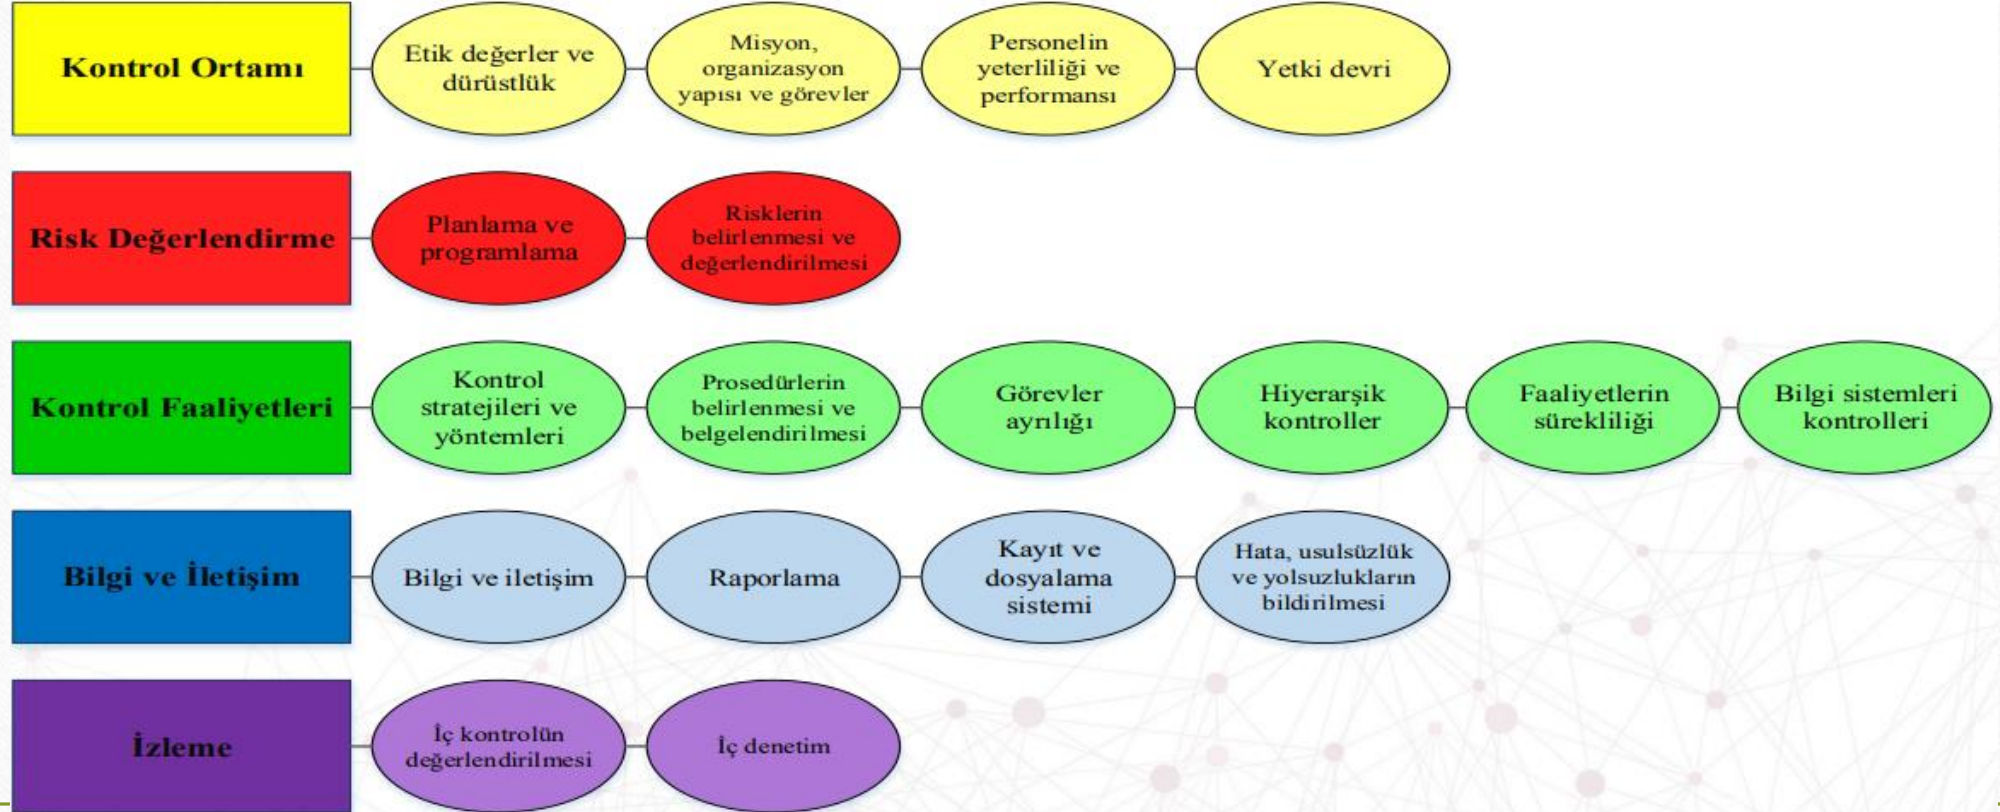 Kontrol Ortamı
Etik değerler ve
dürüstlük
Misyon,
organizasyon
yapısı ve görevler
Personelin
yeterliliği ve
performansı
Yetki devri
Risk Değerlendirme
Planlama ve
programlama
Risklerin
belirlenmesi ve
değerlendirilmesi
Kontrol Faaliyetleri
Kontrol
stratejileri ve
yöntemleri
Prosedürlerin
belirlenmesi ve
belgelendirilmesi
Görevler
ayrılığı
Hiyerarşik
kontroller
Faaliyetlerin
sürekliliği
Bilgi sistemleri
kontrolleri
Bilgi ve İletişim
Bilgi ve iletişim
Raporlama
Kayıt ve
dosyalama
sistemi
Hata, usulsüzlük
ve yolsuzlukların
bildirilmesi
İzleme
İç kontrolün
değerlendirilmesi
İç denetim